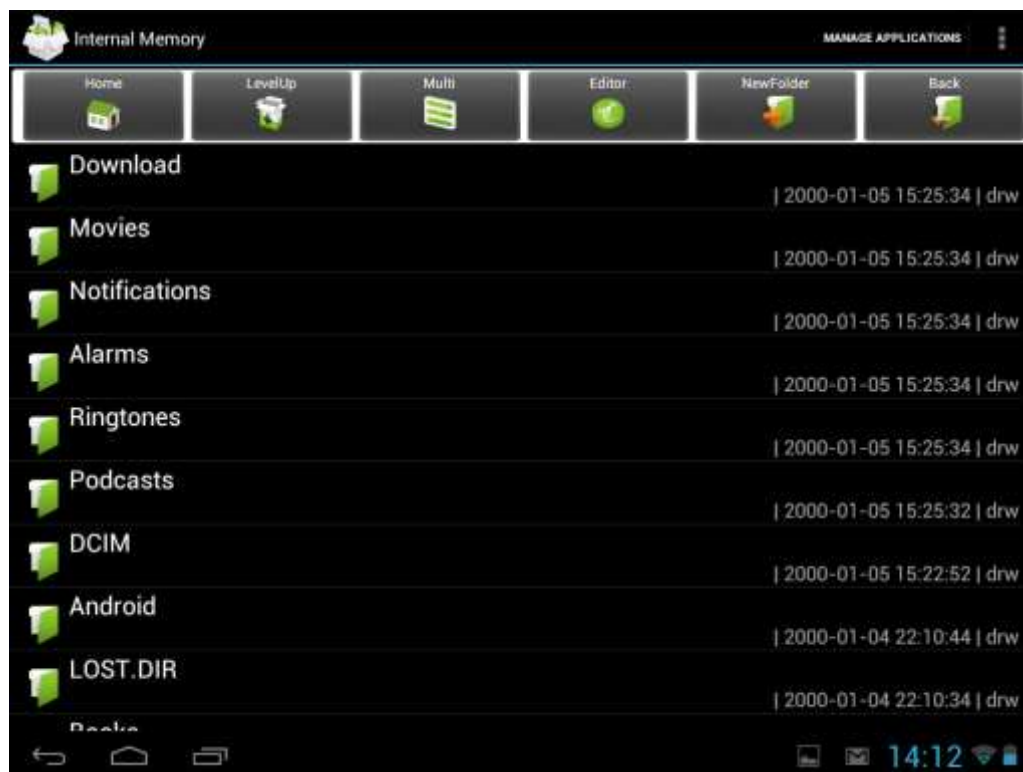 Internal Memory MANAGE APPLICATIONS
Home LevelUp Multi Editor NewFolder Back
Download
| 2000-01-05 15:25:34 | drw
Movies
| 2000-01-05 15:25:34 | drw
Notifications
| 2000-01-05 15:25:34 | drw
Alarms
| 2000-01-05 15:25:34 | drw
Ringtones
| 2000-01-05 15:25:34 | drw
Podcasts
| 2000-01-05 15:25:32 | drw
DCIM
| 2000-01-05 15:22:52 | drw
Android
| 2000-01-04 22:10:44 | drw
LOST.DIR
| 2000-01-04 22:10:34 | drw
14:12